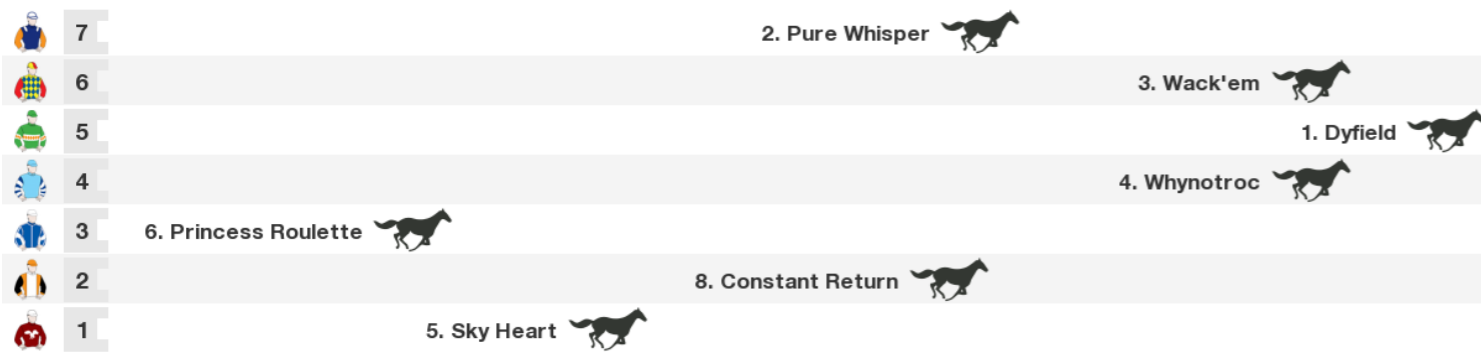 7 2. Pure Whisper
6 3. Wack'em
5 1. Dyfield
4 4. Whynotroc
3 6. Princess Roulette
2 8. Constant Return
1 5. Sky Heart